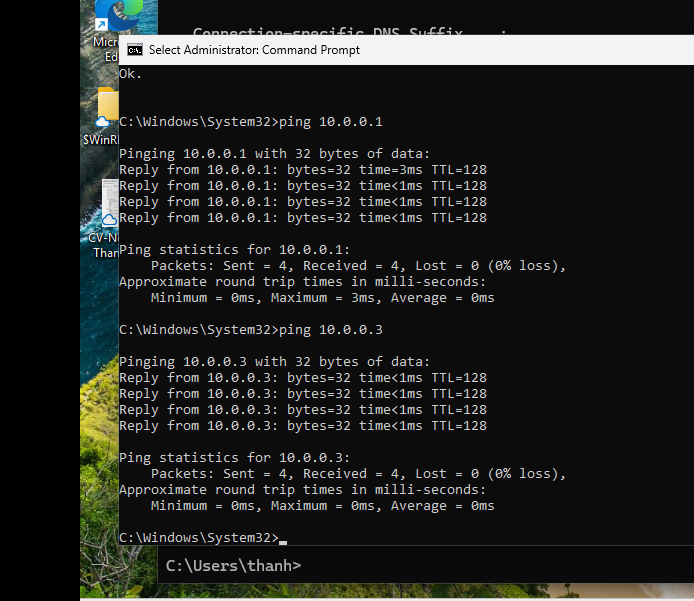 Connection-specific DNS Suffix  . :
Micr
Ed
Select Administrator: Command Prompt
Ok.
C:\Windows\System32>ping 10.0.0.1
$WinR
Pinging 10.0.0.1 with 32 bytes of data:
Reply from 10.0.0.1: bytes=32 time=3ms TTL=128
Reply from 10.0.0.1: bytes=32 time<1ms TTL=128
Reply from 10.0.0.1: bytes=32 time<1ms TTL=128
Reply from 10.0.0.1: bytes=32 time<1ms TTL=128
CV-N
Than
Ping statistics for 10.0.0.1:
    Packets: Sent = 4, Received = 4, Lost = 0 (0% loss),
Approximate round trip times in milli-seconds:
    Minimum = 0ms, Maximum = 3ms, Average = 0ms
C:\Windows\System32>ping 10.0.0.3
Pinging 10.0.0.3 with 32 bytes of data:
Reply from 10.0.0.3: bytes=32 time<1ms TTL=128
Reply from 10.0.0.3: bytes=32 time<1ms TTL=128
Reply from 10.0.0.3: bytes=32 time<1ms TTL=128
Reply from 10.0.0.3: bytes=32 time<1ms TTL=128
Ping statistics for 10.0.0.3:
    Packets: Sent = 4, Received = 4, Lost = 0 (0% loss),
Approximate round trip times in milli-seconds:
    Minimum = 0ms, Maximum = 0ms, Average = 0ms
C:\Windows\System32>
C:\Users\thanh>